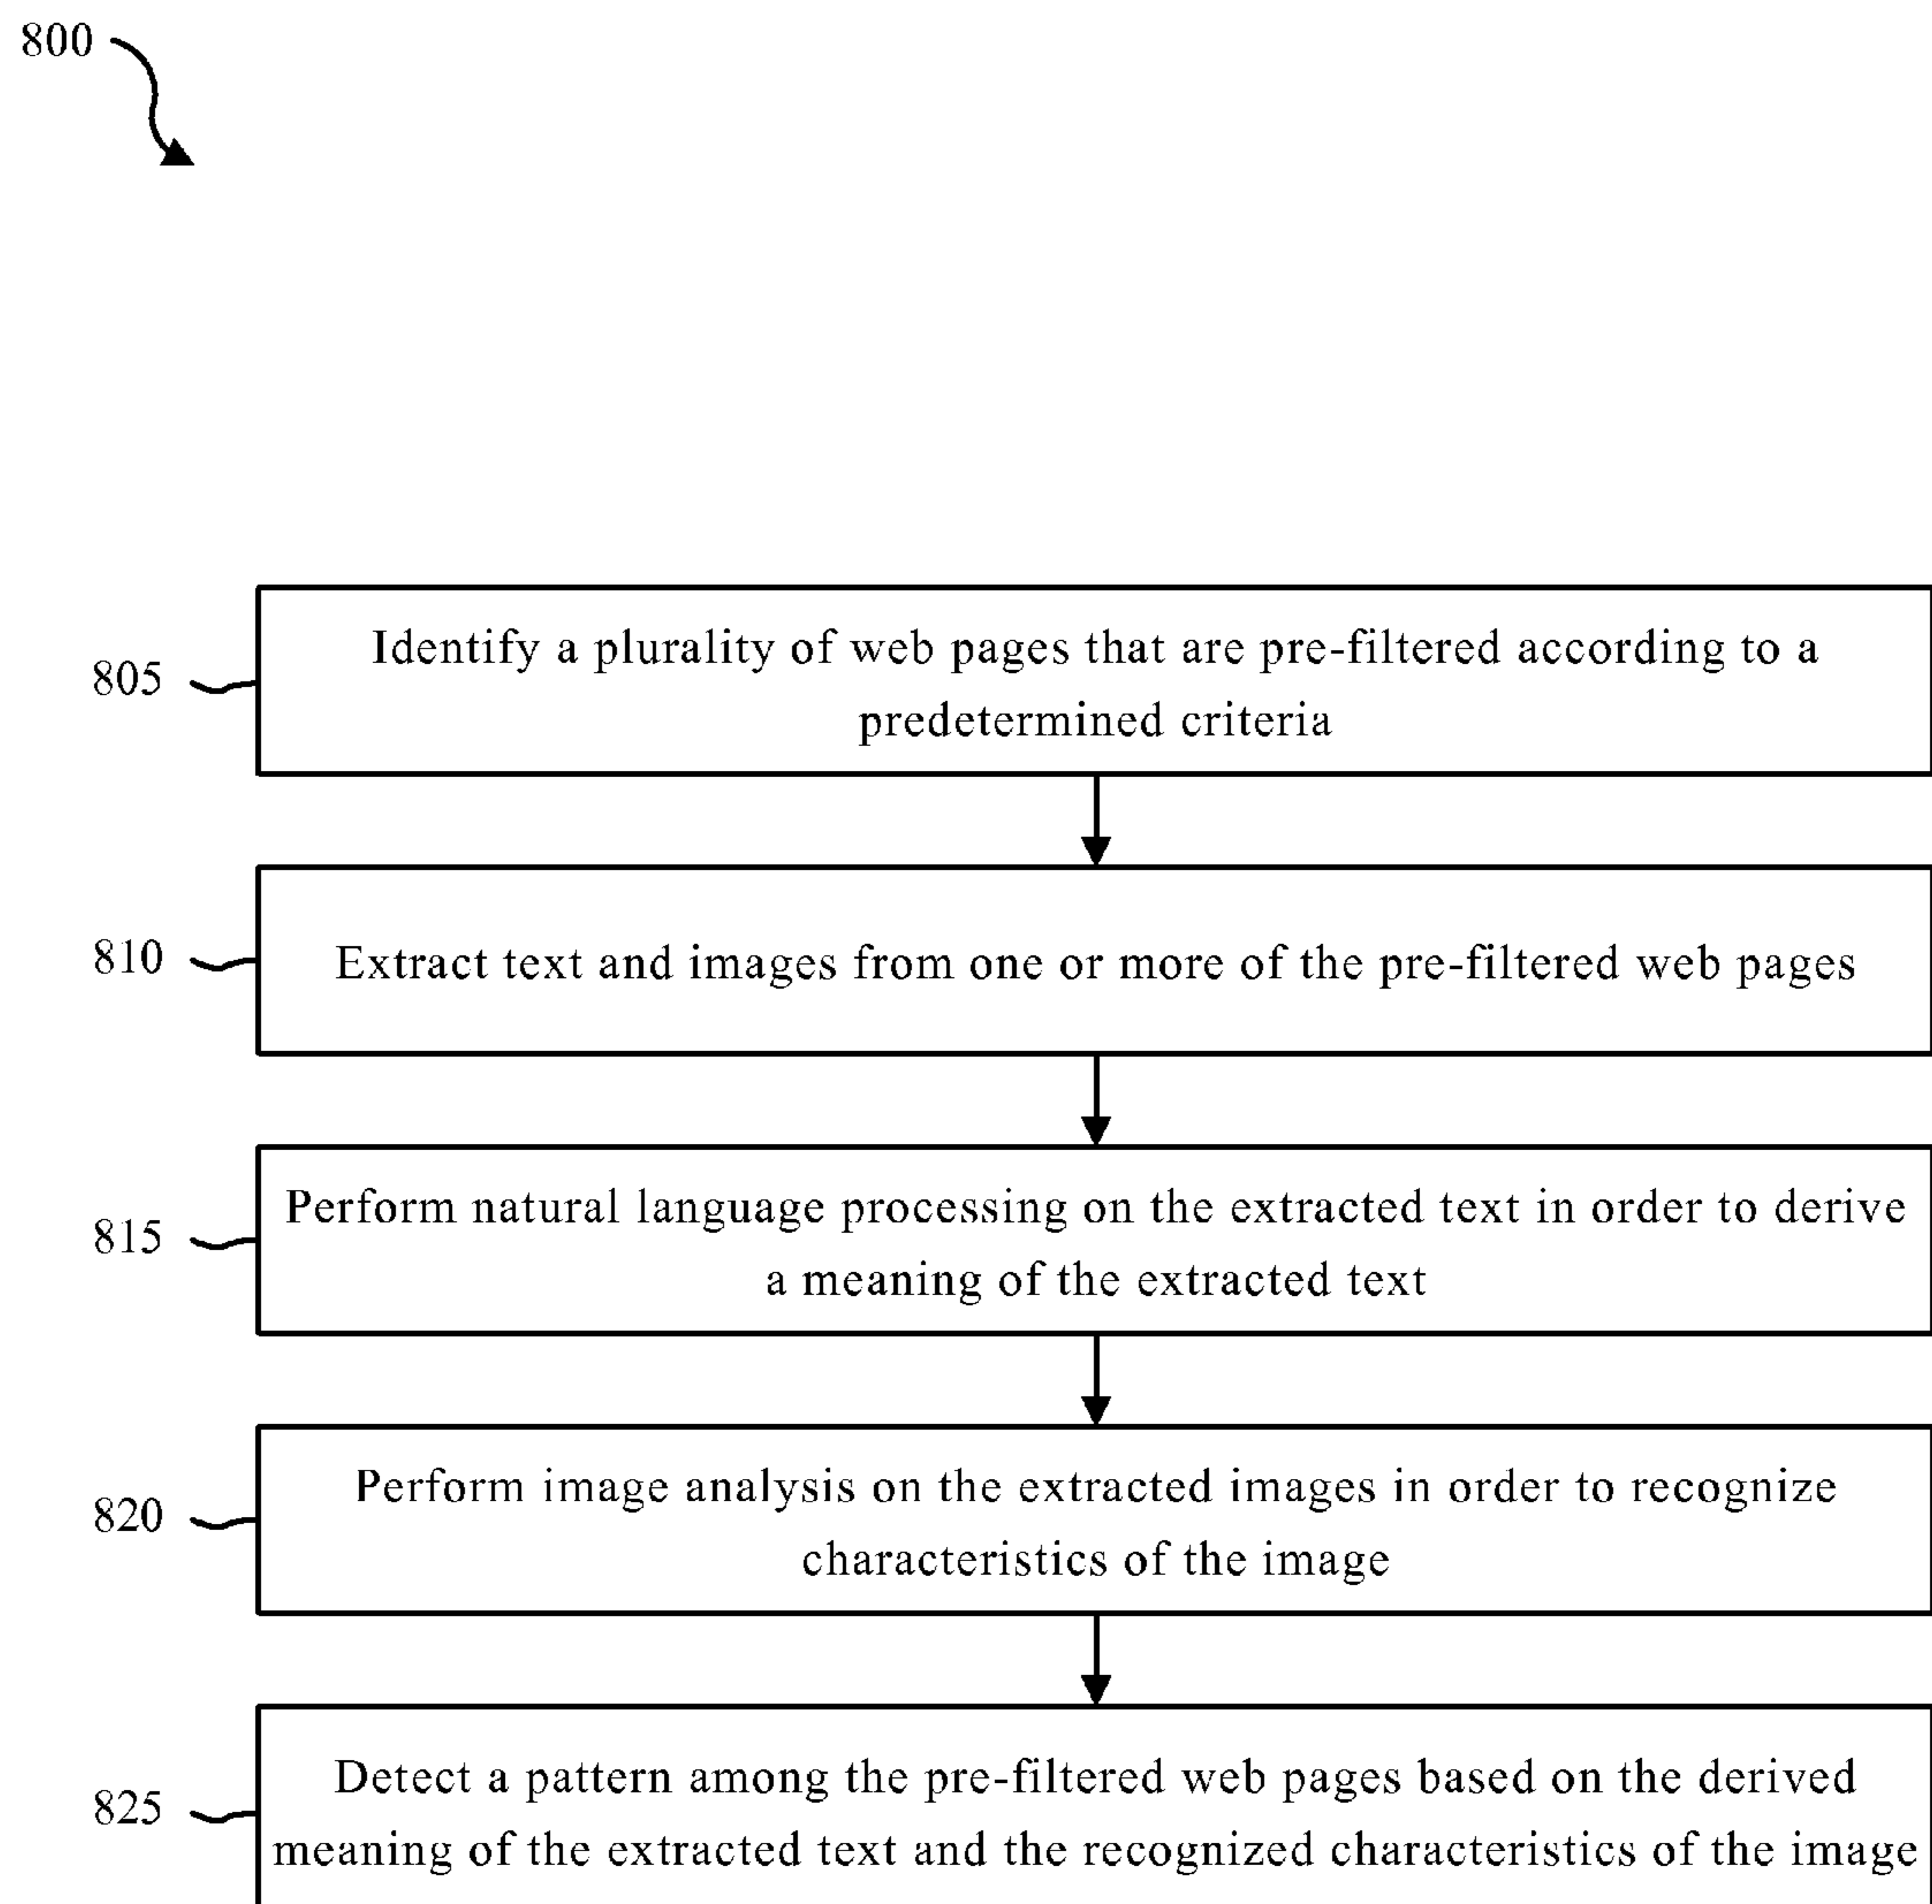 800
805
Identify a plurality of web pages that are pre-filtered according to a
predetermined criteria
810
Extract text and images from one or more of the pre-filtered web pages
815
Perform natural language processing on the extracted text in order to derive
a meaning of the extracted text
820
Perform image analysis on the extracted images in order to recognize
characteristics of the image
825
Detect a pattern among the pre-filtered web pages based on the derived
meaning of the extracted text and the recognized characteristics of the image